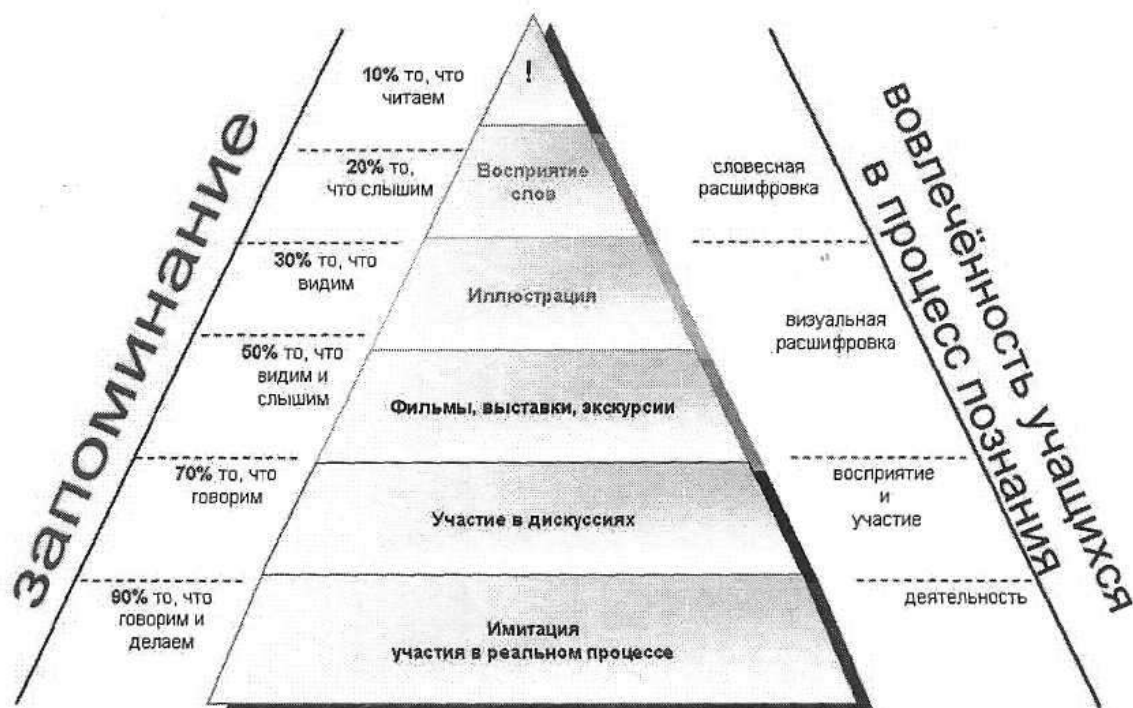 Запоминание
10% то, что
читаем
20% то,
что слышим
30% то, что
видим
50% то, что
видим и
слышим
70% то, что
говорим
90% то, что
говорим и
делаем
!
Восприятие
слов
Иллюстрация
Фильмы, выставки, экскурсии
Участие в дискуссиях
Имитация
участия в реальном процессе
словесная
расшифровка
визуальная
расшифровка
восприятие
и
участие
деятельность
вовлечённость учащихся
в процесс познания